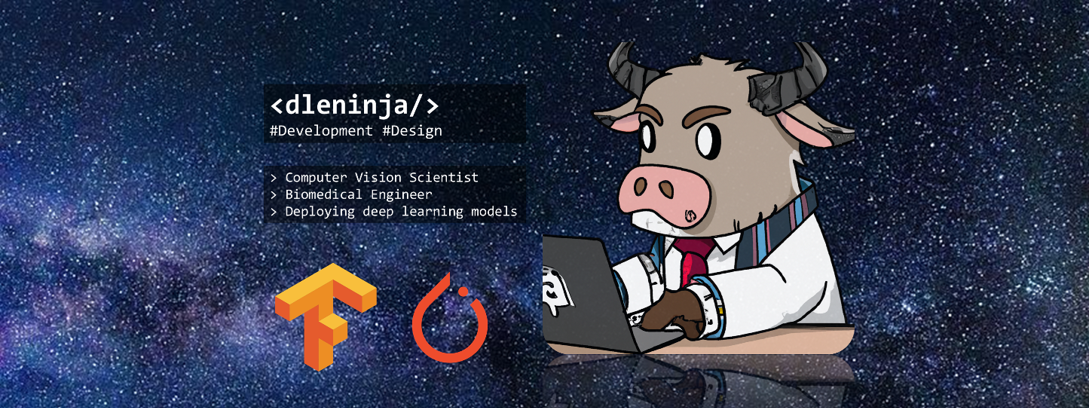 <dleninja/>
#Development #Design
> Computer Vision Scientist
> Biomedical Engineer
> Deploying deep learning models